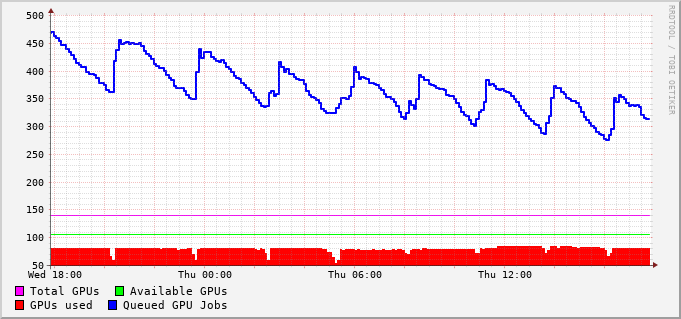 500
450
400
350
300
250
200
150
100
50
Wed 18:00 Thu 00:00 Thu 06:00 Thu 12:00
Total GPUs Available GPUs
GPUs used Queued GPU Jobs
RRDTOOL / TOBI OETIKER